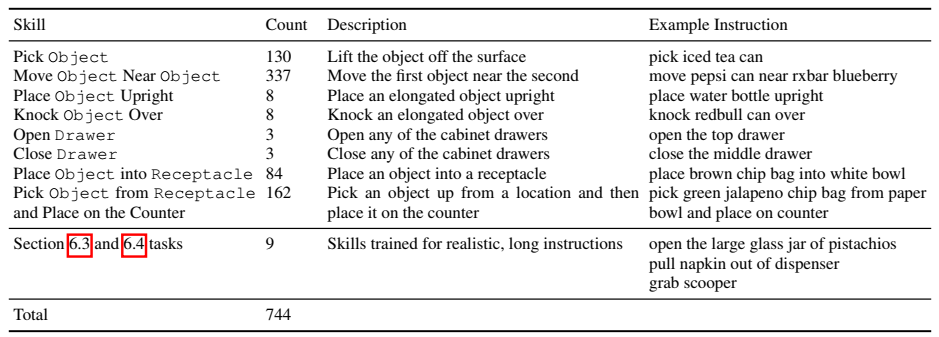 Skill Count Description Example Instruction
Pick Object 130 Lift the object off the surface pick iced tea can
Move Object Near Object 337 Move the first object near the second move pepsi can near rxbar blueberry
Place Object Upright 8 Place an elongated object upright place water bottle upright
Knock Object Over 8 Knock an elongated object over knock redbull can over
Open Drawer 3 Open any of the cabinet drawers open the top drawer
Close Drawer 3 Close any of the cabinet drawers close the middle drawer
Place Object into Receptacle 84 Place an object into a receptacle place brown chip bag into white bowl
Pick Object from Receptacle 162 Pick an object up from a location and then pick green jalapeno chip bag from paper
and Place on the Counter place it on the counter bowl and place on counter
Section 6.3 and 6.4 tasks 9 Skills trained for realistic, long instructions open the large glass jar of pistachios
pull napkin out of dispenser
grab scooper
Total 744